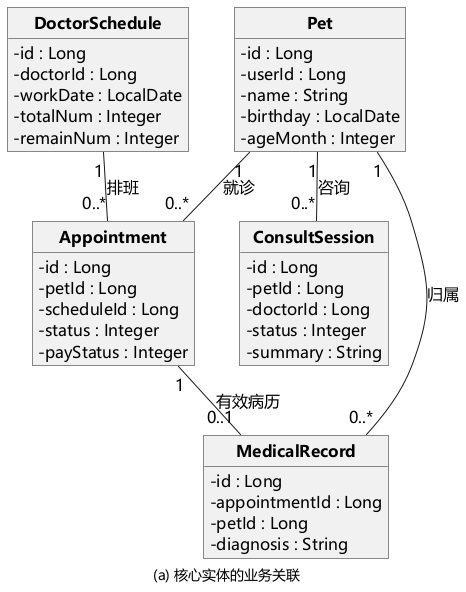 DoctorSchedule
-id : Long
-doctorId : Long
-workDate : LocalDate
-totalNum : Integer
-remainNum : Integer
Pet
-id : Long
-userId : Long
-name : String
-birthday : LocalDate
-ageMonth : Integer
1
排班
0..*
1
就诊
0..*
1
咨询
0..*
1
归属
0..*
Appointment
-id : Long
-petId : Long
-scheduleId : Long
-status : Integer
-payStatus : Integer
ConsultSession
-id : Long
-petId : Long
-doctorId : Long
-status : Integer
-summary : String
1
有效病历
0..1
MedicalRecord
-id : Long
-appointmentId : Long
-petId : Long
-diagnosis : String
(a) 核心实体的业务关联